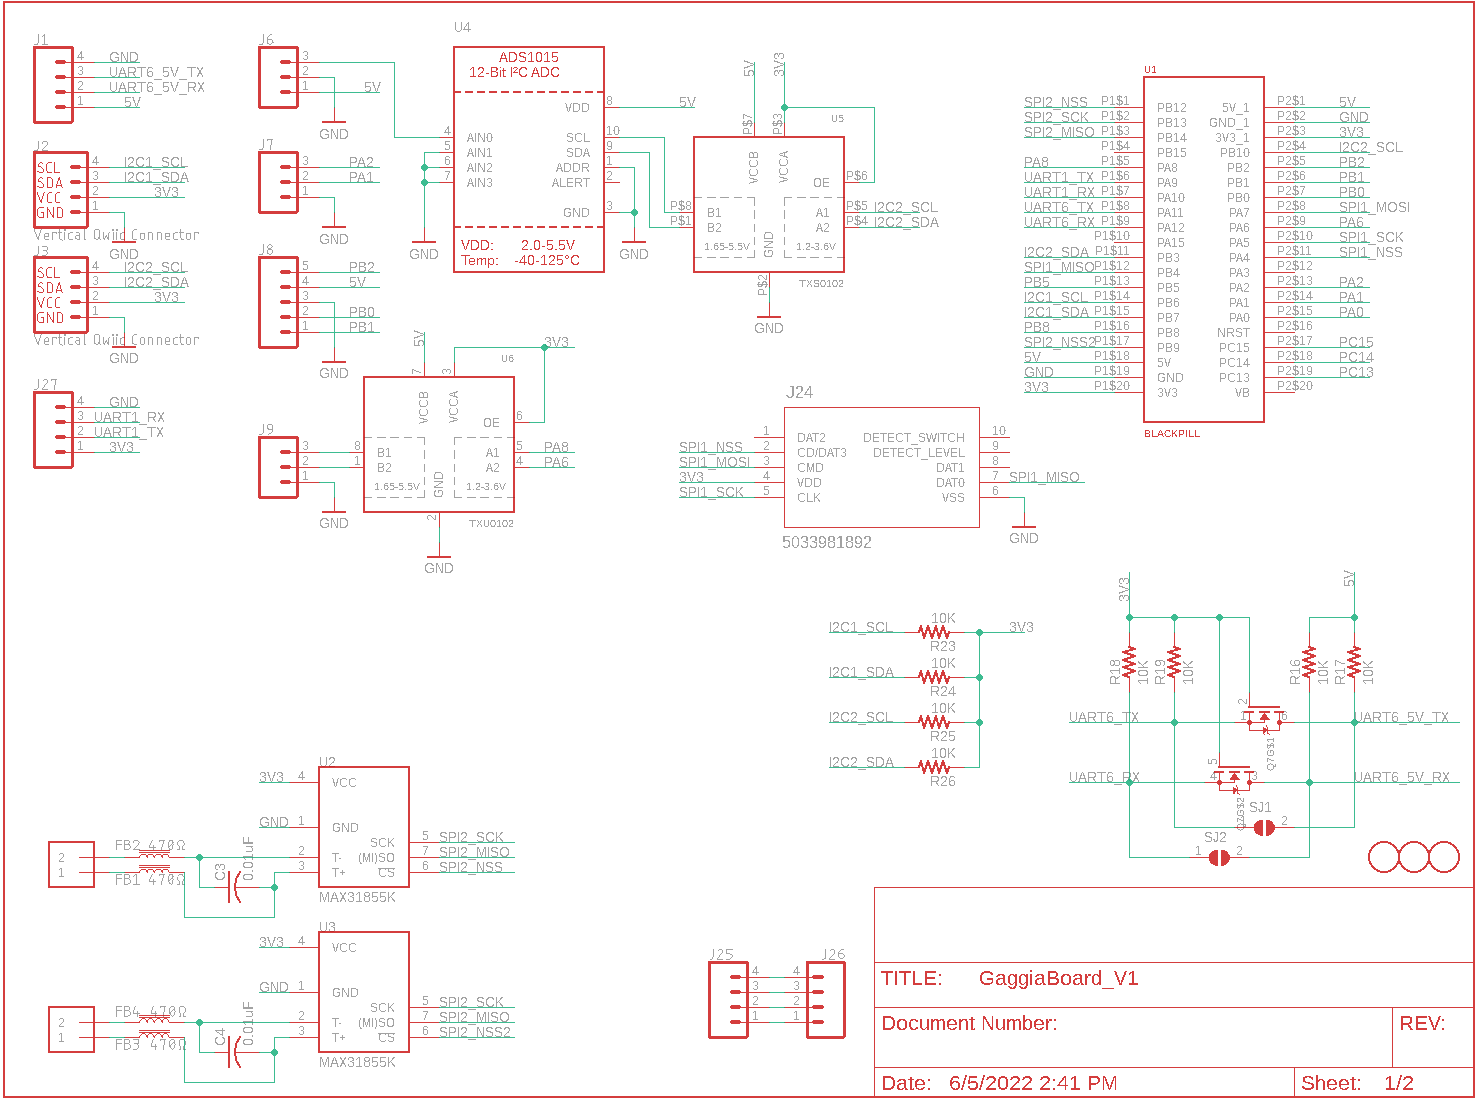 J1
4 GND
3 UART6_5V_TX
2 UART6_5V_RX
1 5V
J2
SCL 4 I2C1_SCL
SDA 3 I2C1_SDA
VCC 2 3V3
GND 1
Vertical Qwiic Connector
GND
J3
SCL 4 I2C2_SCL
SDA 3 I2C2_SDA
VCC 2 3V3
GND 1
Vertical Qwiic Connector
GND
J27
4 GND
3 UART1_RX
2 UART1_TX
1 3V3
J6
3
2
1 5V
GND
J7
3 PA2
2 PA1
1
GND
J8
5 PB2
4 5V
3
2 PB0
1 PB1
GND
J9
3
2
1
GND
U4
ADS1015
12-Bit I²C ADC
VDD 8 5V
4 AIN0 SCL 10
5 AIN1 SDA 9
6 AIN2 ADDR 1
7 AIN3 ALERT 2
GND 3
VDD: 2.0-5.5V
Temp: -40-125°C
GND
GND
5V
3V3
P$7
P$3
U5
VCCB
VCCA
OE P$6
P$8 B1 A1 P$5 I2C2_SCL
P$1 B2 A2 P$4 I2C2_SDA
1.65-5.5V GND 1.2-3.6V
P$2
TXS0102
GND
5V
3V3
7
3
U6
VCCB
VCCA
OE 6
8 B1 A1 5 PA8
1 B2 A2 4 PA6
1.65-5.5V GND 1.2-3.6V
2
TXU0102
GND
U1
SPI2_NSS P1$1 PB12 5V_1 P2$1 5V
SPI2_SCK P1$2 PB13 GND_1 P2$2 GND
SPI2_MISO P1$3 PB14 3V3_1 P2$3 3V3
P1$4 PB15 PB10 P2$4 I2C2_SCL
PA8 P1$5 PA8 PB2 P2$5 PB2
UART1_TX P1$6 PA9 PB1 P2$6 PB1
UART1_RX P1$7 PA10 PB0 P2$7 PB0
UART6_TX P1$8 PA11 PA7 P2$8 SPI1_MOSI
UART6_RX P1$9 PA12 PA6 P2$9 PA6
P1$10 PA15 PA5 P2$10 SPI1_SCK
I2C2_SDA P1$11 PB3 PA4 P2$11 SPI1_NSS
SPI1_MISO P1$12 PB4 PA3 P2$12
PB5 P1$13 PB5 PA2 P2$13 PA2
I2C1_SCL P1$14 PB6 PA1 P2$14 PA1
I2C1_SDA P1$15 PB7 PA0 P2$15 PA0
PB8 P1$16 PB8 NRST P2$16
SPI2_NSS2 P1$17 PB9 PC15 P2$17 PC15
5V P1$18 5V PC14 P2$18 PC14
GND P1$19 GND PC13 P2$19 PC13
3V3 P1$20 3V3 VB P2$20
BLACKPILL
J24
1 DAT2 DETECT_SWITCH 10
SPI1_NSS 2 CD/DAT3 DETECT_LEVEL 9
SPI1_MOSI 3 CMD DAT1 8
3V3 4 VDD DAT0 7 SPI1_MISO
SPI1_SCK 5 CLK VSS 6
5033981892
GND
I2C1_SCL 10K 3V3
R23
I2C1_SDA 10K
R24
I2C2_SCL 10K
R25
I2C2_SDA 10K
R26
3V3
5V
R18 10K
R19 10K
R16 10K
R17 10K
UART6_TX 2 1 6 UART6_5V_TX
Q7G$1
UART6_RX 5 4 3 UART6_5V_RX
Q7G$2
SJ1
1 2
SJ2
1 2
U2
3V3 4 VCC
GND 1 GND
SCK 5 SPI2_SCK
2 T- (MI)SO 7 SPI2_MISO
3 T+ CS 6 SPI2_NSS
MAX31855K
2 FB2 470Ω
1 FB1 470Ω
C3
0.01uF
U3
3V3 4 VCC
GND 1 GND
SCK 5 SPI2_SCK
2 T- (MI)SO 7 SPI2_MISO
3 T+ CS 6 SPI2_NSS2
MAX31855K
2 FB4 470Ω
1 FB3 470Ω
C4
0.01uF
J25 J26
4 4
3 3
2 2
1 1
TITLE: GaggiaBoard_V1
Document Number:
REV:
Date: 6/5/2022 2:41 PM
Sheet: 1/2